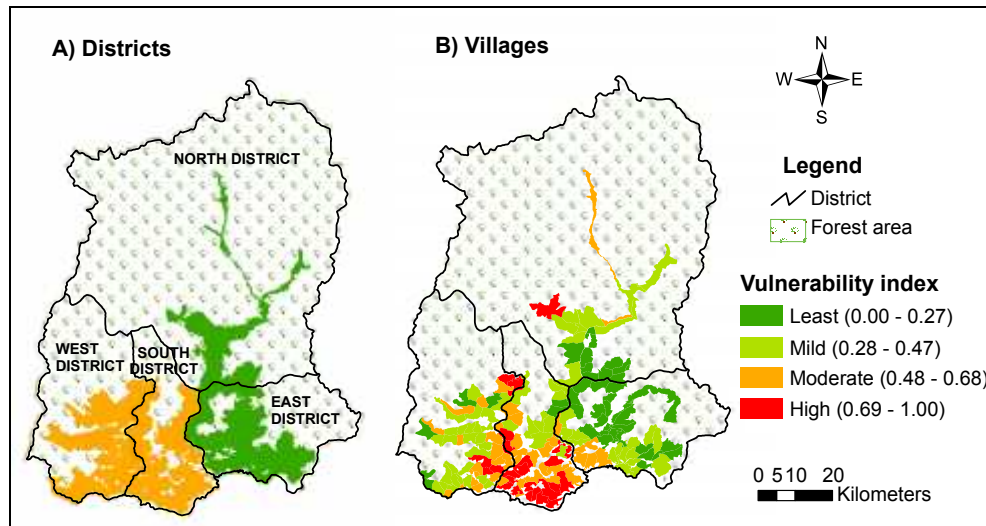 A) Districts
B) Villages
N
W E
S
NORTH DISTRICT
WEST
DISTRICT
SOUTH
DISTRICT
EAST
DISTRICT
Legend
District
Forest area
Vulnerability index
Least (0.00 - 0.27)
Mild (0.28 - 0.47)
Moderate (0.48 - 0.68)
High (0.69 - 1.00)
0 510 20
Kilometers